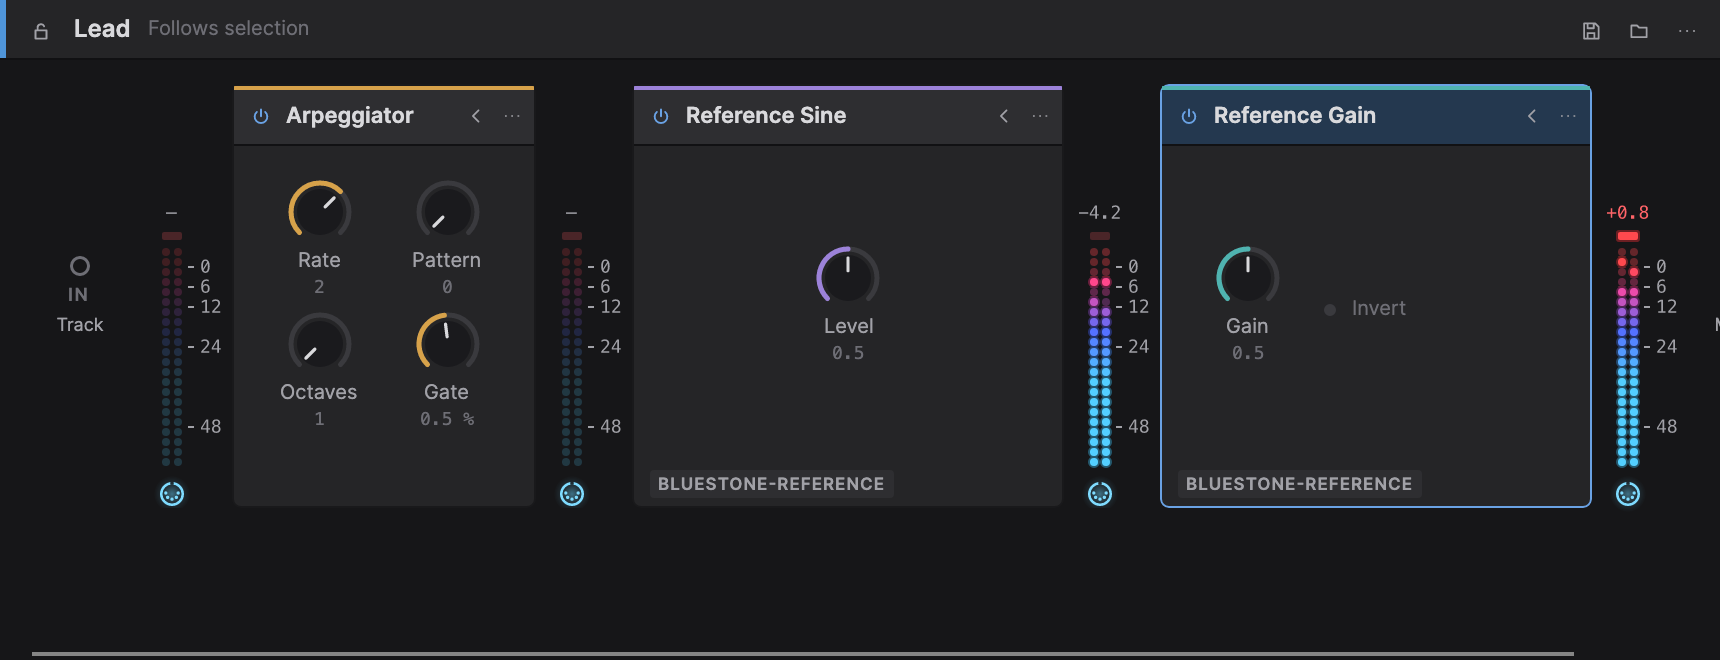 Lead Follows selection
Arpeggiator
Reference Sine
Reference Gain
IN
Track
–
- 0
- 6
- 12
- 24
- 48
Rate
2
Pattern
0
Octaves
1
Gate
0.5 %
–
- 0
- 6
- 12
- 24
- 48
Level
0.5
BLUESTONE-REFERENCE
−4.2
- 0
- 6
- 12
- 24
- 48
Gain
0.5
Invert
BLUESTONE-REFERENCE
+0.8
- 0
- 6
- 12
- 24
- 48